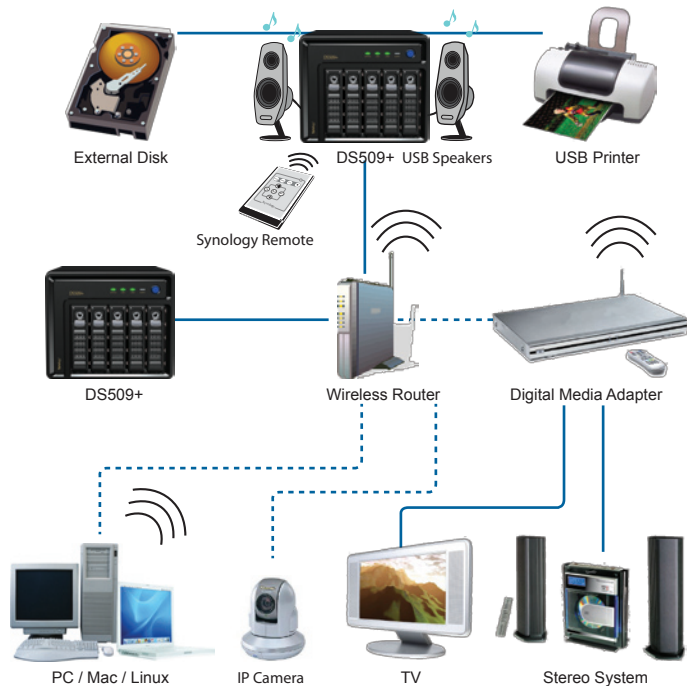 External Disk
DS509+
USB Speakers
USB Printer
Synology Remote
DS509+
Wireless Router
Digital Media Adapter
PC / Mac / Linux
IP Camera
TV
Stereo System